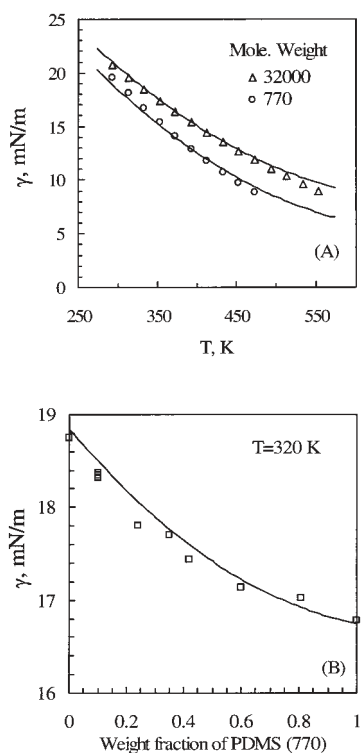 25
20
15
10
5
0
γ, mN/m
Mole. Weight
32000
770
(A)
250
350
450
550
T, K
19
18
17
16
γ, mN/m
T=320 K
(B)
0
0.2
0.4
0.6
0.8
1
Weight fraction of PDMS (770)